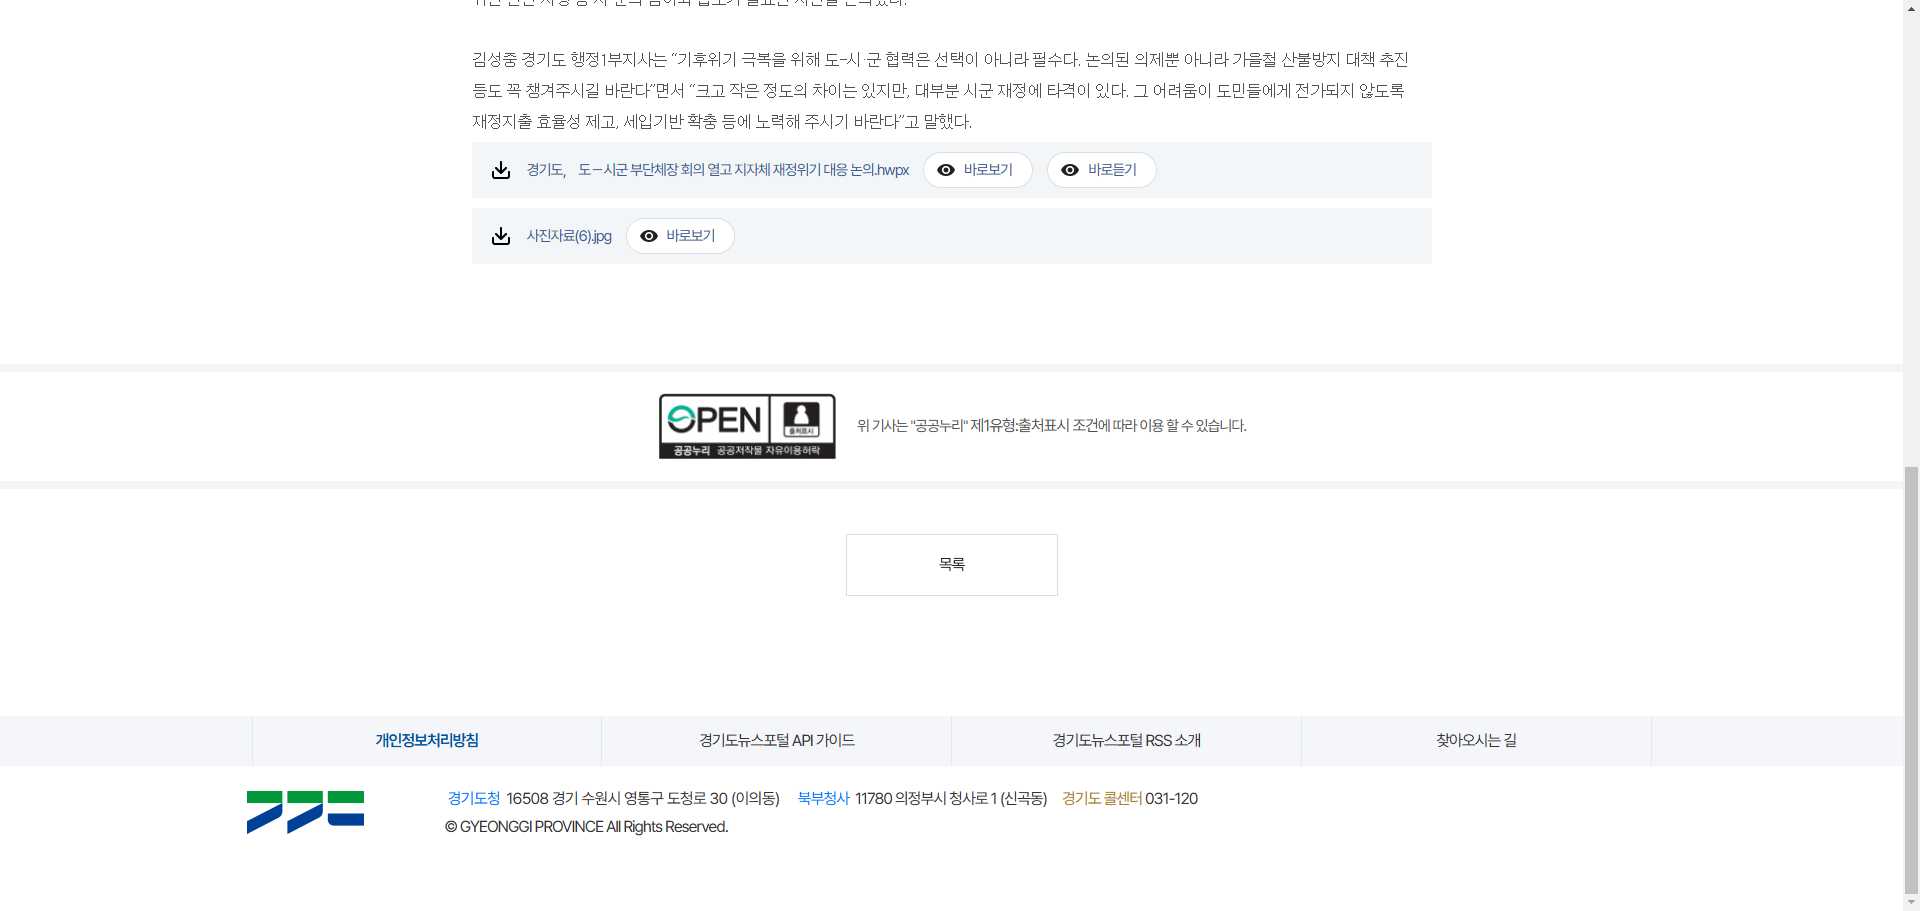 김성중 경기도 행정1부지사는 “기후위기 극복을 위해 도-시·군 협력은 선택이 아니라 필수다. 논의된 의제뿐 아니라 가을철 산불방지 대책 추진
등도 꼭 챙겨주시길 바란다”면서 “크고 작은 정도의 차이는 있지만, 대부분 시군 재정에 타격이 있다. 그 어려움이 도민들에게 전가되지 않도록
재정지출 효율성 제고, 세입기반 확충 등에 노력해 주시기 바란다”고 말했다.
경기도, 도-시군 부단체장 회의 열고 지자체 재정위기 대응 논의.hwpx 바로보기 바로듣기
사진자료(6).jpg 바로보기
OPEN 출처표시
공공누리 공공저작물 자유이용허락
위 기사는 "공공누리" 제1유형:출처표시 조건에 따라 이용 할 수 있습니다.
목록
개인정보처리방침 경기도뉴스포털 API 가이드 경기도뉴스포털 RSS 소개 찾아오시는 길
경기도청 16508 경기 수원시 영통구 도청로 30 (이의동) 북부청사 11780 의정부시 청사로 1 (신곡동) 경기도 콜센터 031-120
© GYEONGGI PROVINCE All Rights Reserved.